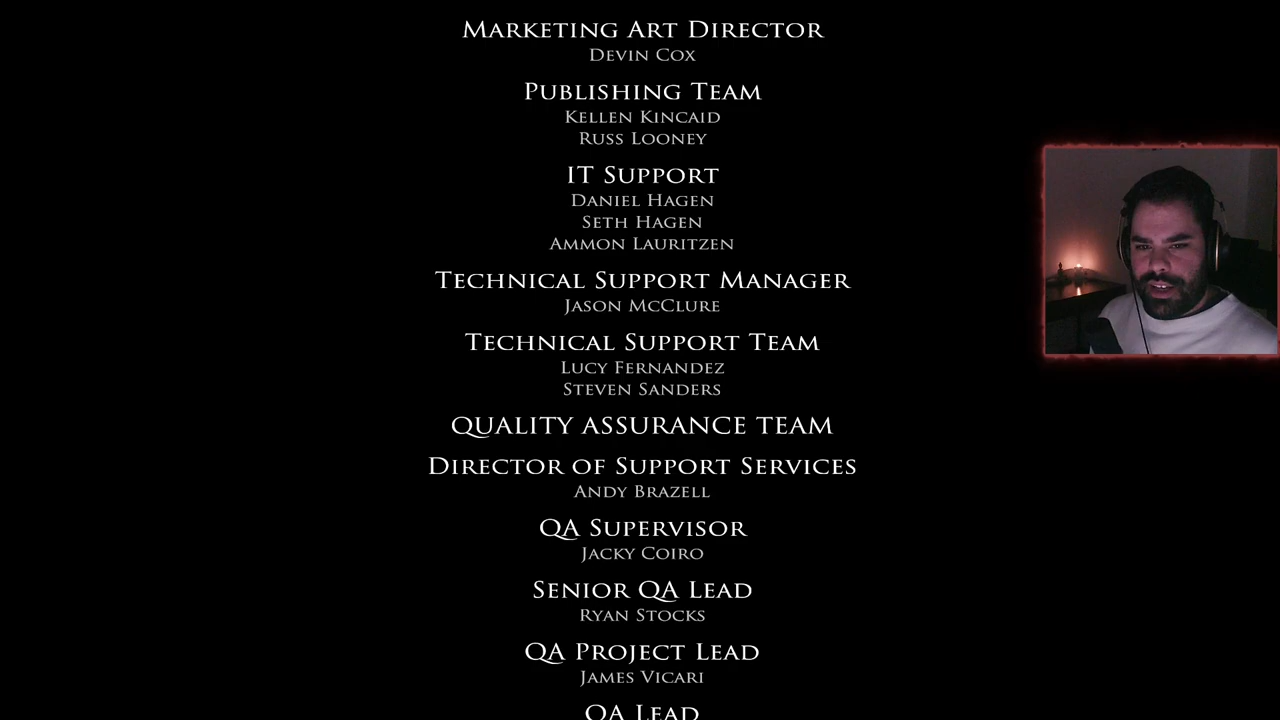 Marketing Art Director
Devin Cox
Publishing Team
Kellen Kincaid
Russ Looney
IT Support
Daniel Hagen
Seth Hagen
Ammon Lauritzen
Technical Support Manager
Jason McClure
Technical Support Team
Lucy Fernandez
Steven Sanders
QUALITY ASSURANCE TEAM
Director of Support Services
Andy Brazell
QA Supervisor
Jacky Coiro
Senior QA Lead
Ryan Stocks
QA Project Lead
James Vicari
QA Lead